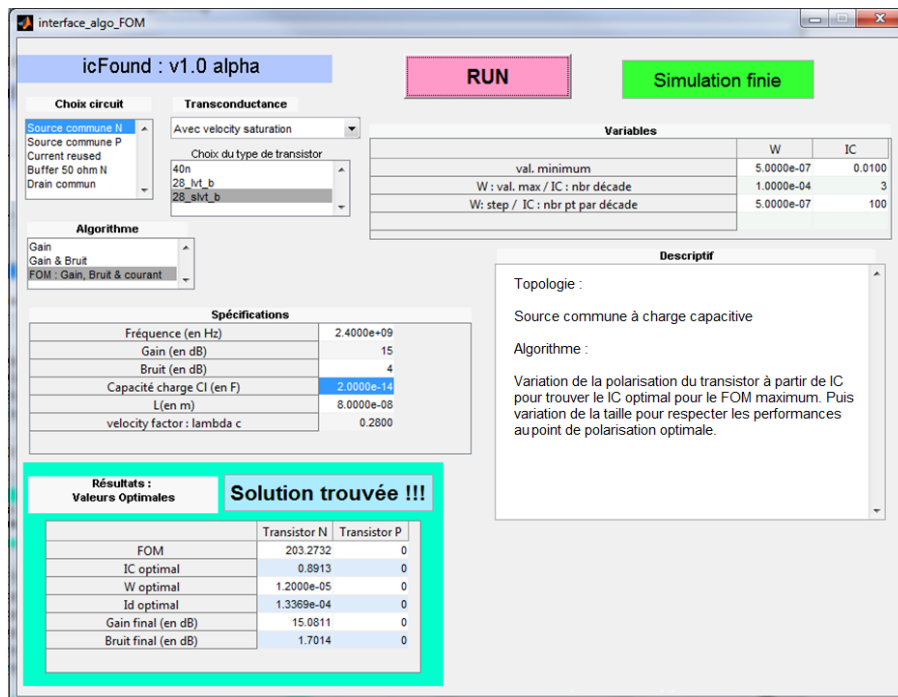 interface_algo_FOM
icFound : v1.0 alpha
RUN
Simulation finie
Choix circuit
Source commune N
Source commune P
Current reused
Buffer 50 ohm N
Drain commun
Transconductance
Avec velocity saturation
Choix du type de transistor
40n
28_lvt_b
28_slvt_b
Variables
W IC
val. minimum 5.0000e-07 0.0100
W : val. max / IC : nbr décade 1.0000e-04 3
W: step / IC : nbr pt par décade 5.0000e-07 100
Algorithme
Gain
Gain & Bruit
FOM : Gain, Bruit & courant
Descriptif
Topologie :
Source commune à charge capacitive
Algorithme :
Variation de la polarisation du transistor à partir de IC
pour trouver le IC optimal pour le FOM maximum. Puis
variation de la taille pour respecter les performances
au point de polarisation optimale.
Spécifications
Fréquence (en Hz) 2.4000e+09
Gain (en dB) 15
Bruit (en dB) 4
Capacité charge Cl (en F) 2.0000e-14
L(en m) 8.0000e-08
velocity factor : lambda c 0.2800
Résultats :
Valeurs Optimales
Solution trouvée !!!
Transistor N Transistor P
FOM 203.2732 0
IC optimal 0.8913 0
W optimal 1.2000e-05 0
Id optimal 1.3369e-04 0
Gain final (en dB) 15.0811 0
Bruit final (en dB) 1.7014 0